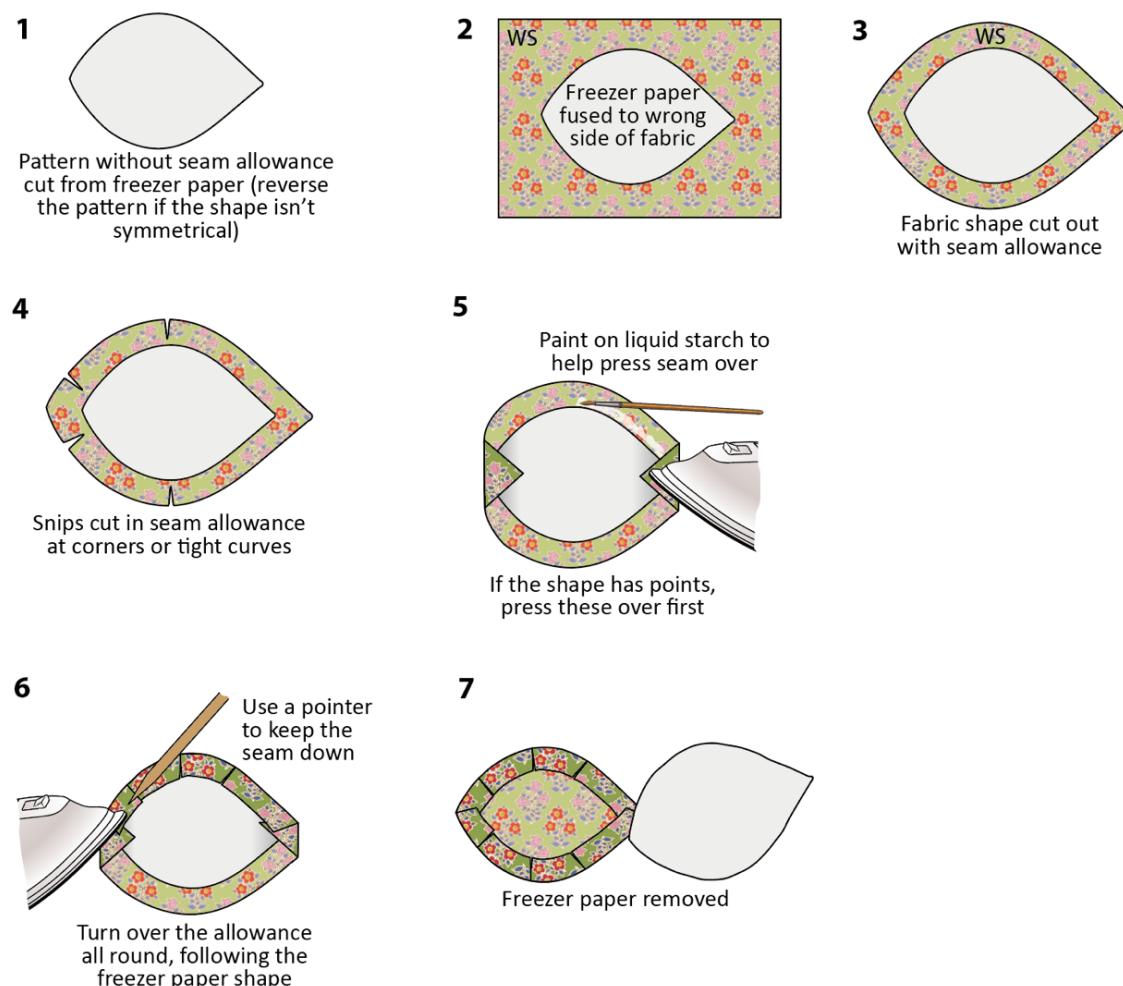 1
Pattern without seam allowance
cut from freezer paper (reverse
the pattern if the shape isn't
symmetrical)
2
WS
Freezer paper
fused to wrong
side of fabric
3
WS
Fabric shape cut out
with seam allowance
4
Snips cut in seam allowance
at corners or tight curves
5
Paint on liquid starch to
help press seam over
If the shape has points,
press these over first
6
Use a pointer
to keep the
seam down
Turn over the allowance
all round, following the
freezer paper shape
7
Freezer paper removed